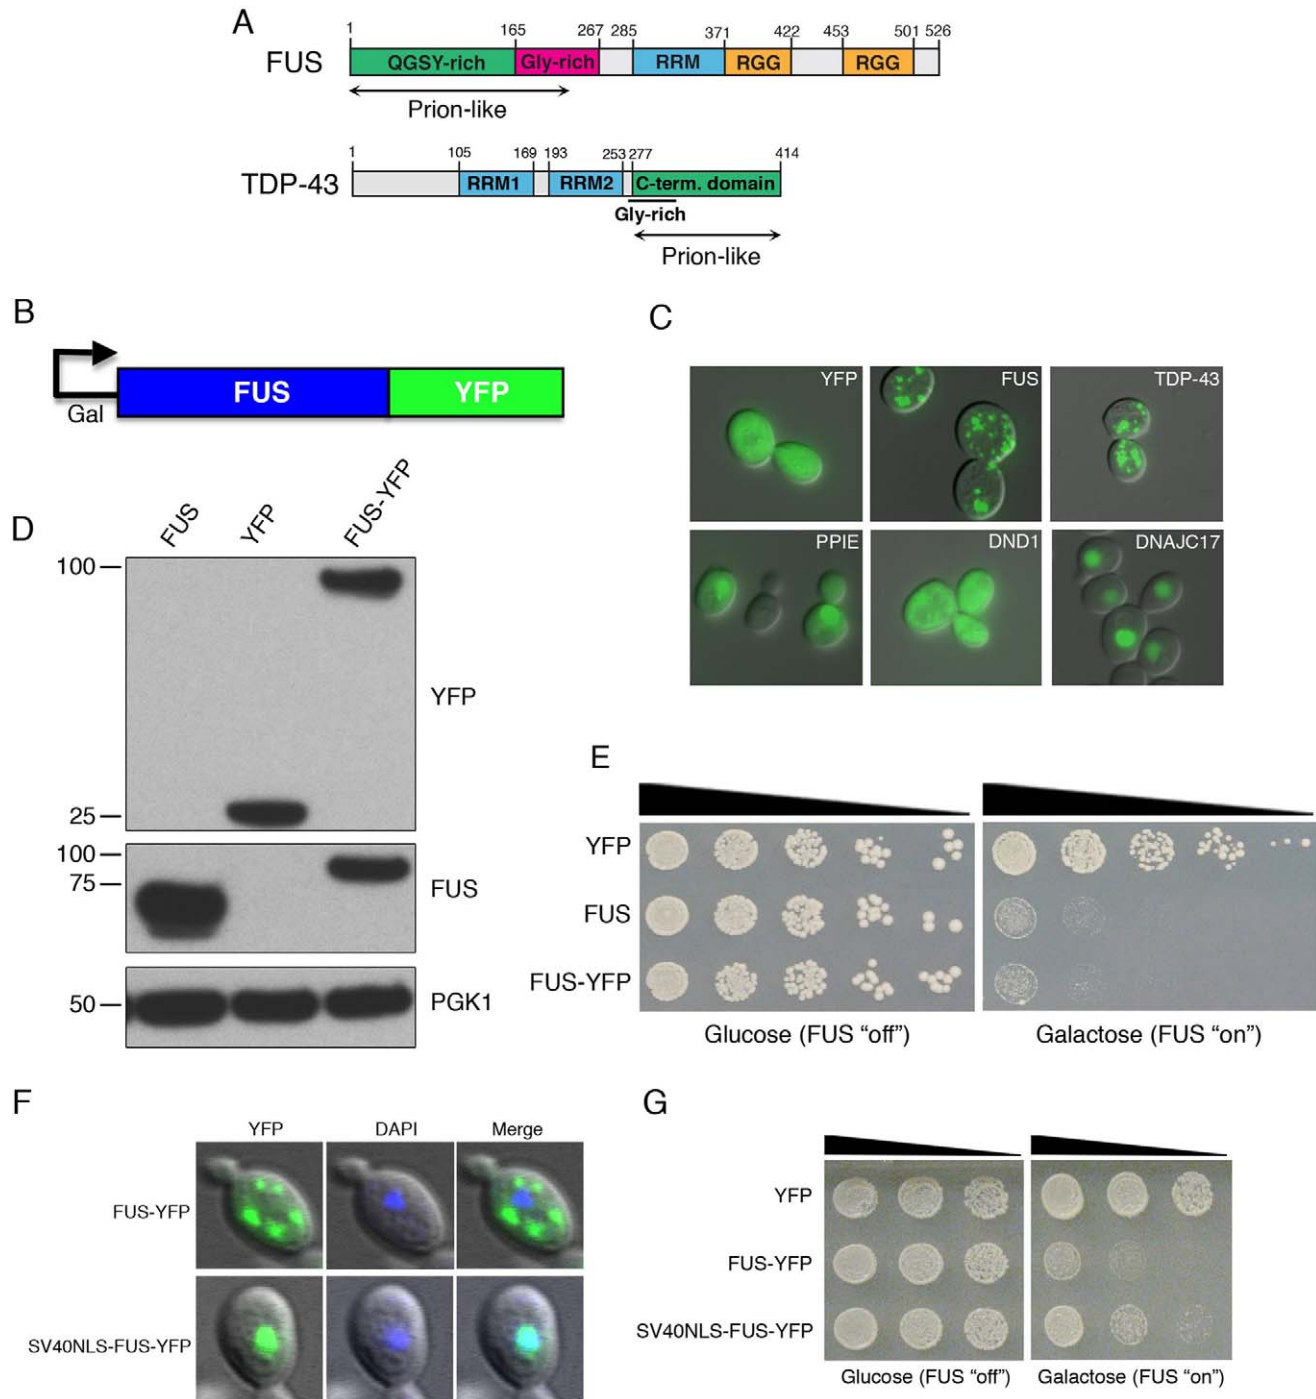 A
1 165 267 285 371 422 453 501 526
FUS QGSY-rich Gly-rich RRM RGG RGG
Prion-like
1 105 169 193 253 277 414
TDP-43 RRM1 RRM2 C-term. domain
Gly-rich
Prion-like
B
Gal FUS YFP
C
YFP FUS TDP-43
PPIE DND1 DNAJC17
D
FUS YFP FUS-YFP
100
YFP
25
100
75
FUS
50
PGK1
E
YFP
FUS
FUS-YFP
Glucose (FUS “off”) Galactose (FUS “on”)
F
YFP DAPI Merge
FUS-YFP
SV40NLS-FUS-YFP
G
YFP
FUS-YFP
SV40NLS-FUS-YFP
Glucose (FUS “off”) Galactose (FUS “on”)